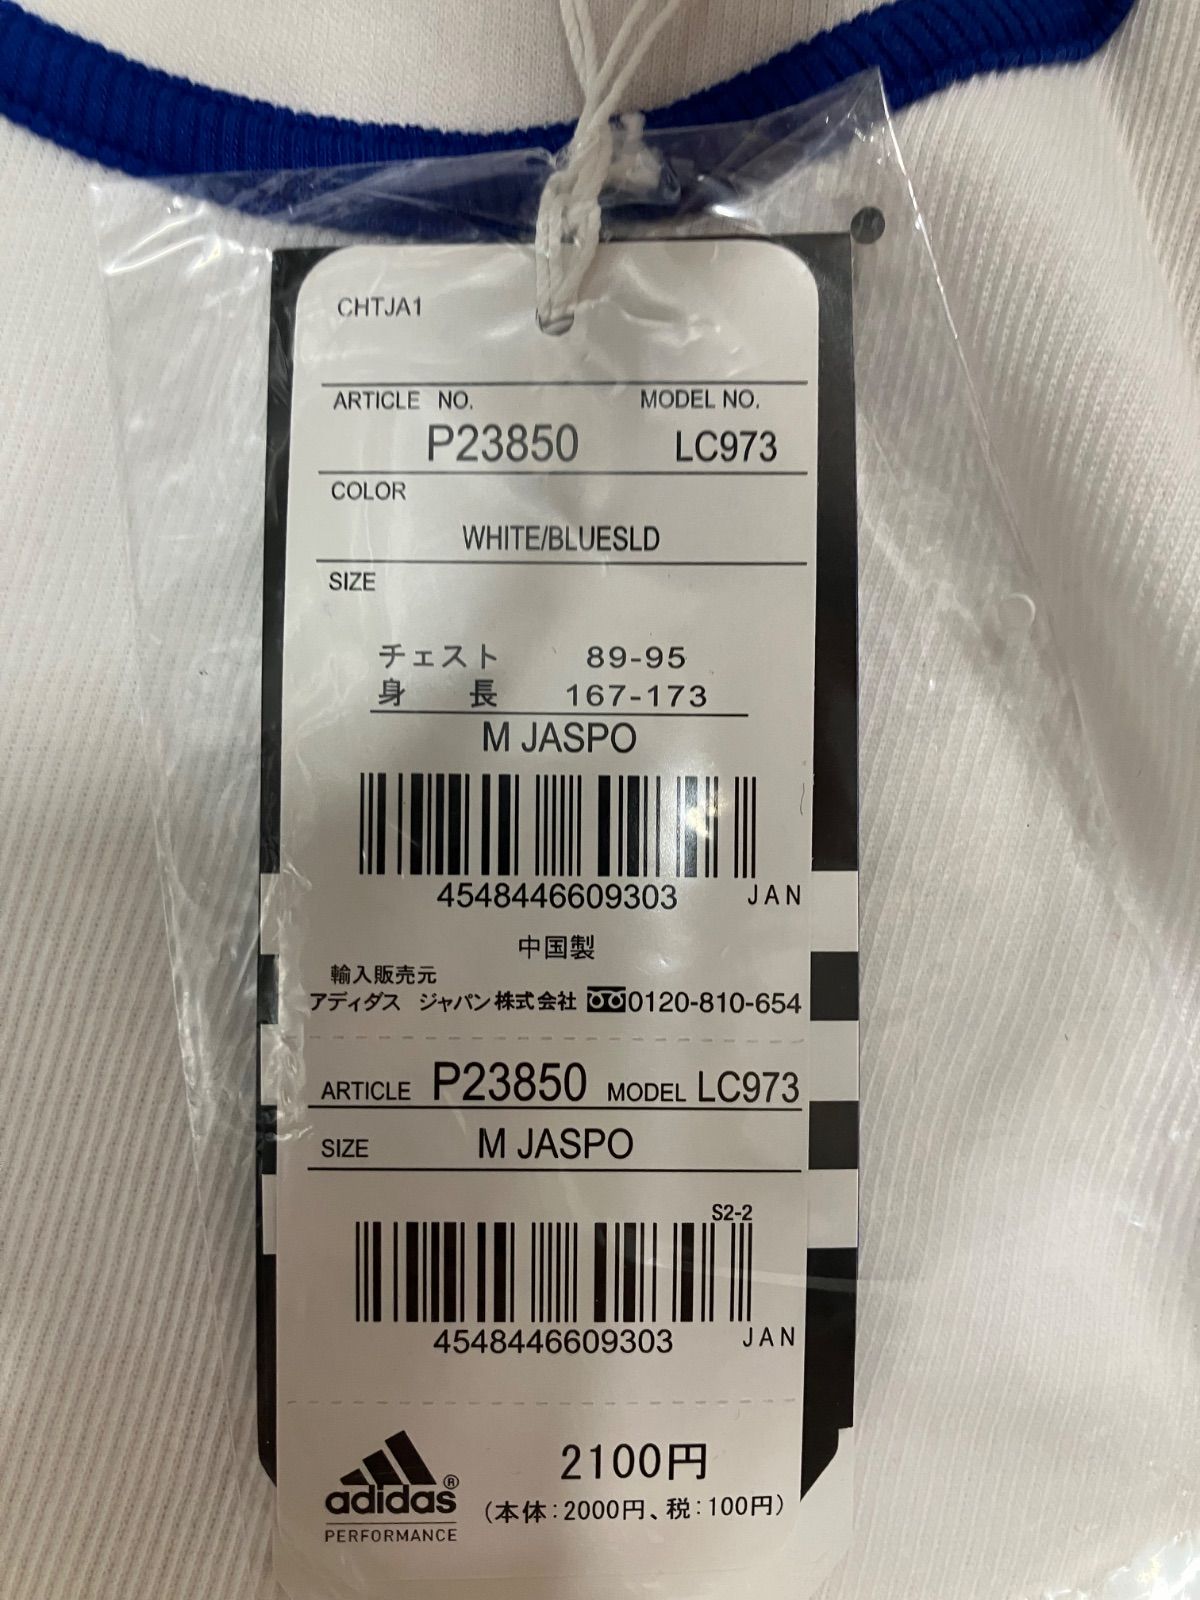 CHTJA1
ARTICLE NO. MODEL NO.
P23850 LC973
COLOR
WHITE/BLUESLD
SIZE
チェスト 89-95
身長 167-173
M JASPO
4548446609303 JAN
中国製
輸入販売元
アディダス ジャパン株式会社 0120-810-654
ARTICLE P23850 MODEL LC973
SIZE M JASPO
S2-2
4548446609303 JAN
adidas®
PERFORMANCE
2100円
(本体:2000円、税:100円)